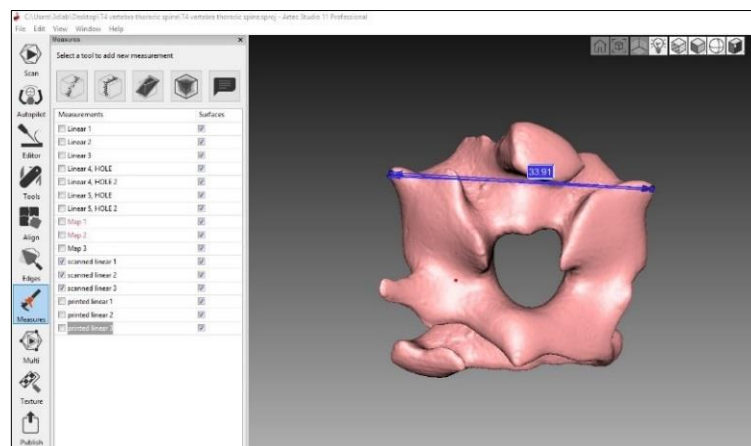 C:\Users\3dlab\Desktop\T4 vertebra thoracic spine\T4 vertebra thoracic spine.sproj - Artec Studio 11 Professional
File Edit View Window Help
Measures
Select a tool to add new measurement
Scan
Autopilot
Editor
Tools
Align
Edges
Measures
Multi
Texture
Publish
Measurements Surfaces
Linear 1
Linear 2
Linear 3
Linear 4, HOLE
Linear 4, HOLE 2
Linear 5, HOLE
Linear 5, HOLE 2
Map 1
Map 2
Map 3
scanned linear 1
scanned linear 2
scanned linear 3
printed linear 1
printed linear 2
printed linear 3
33.91